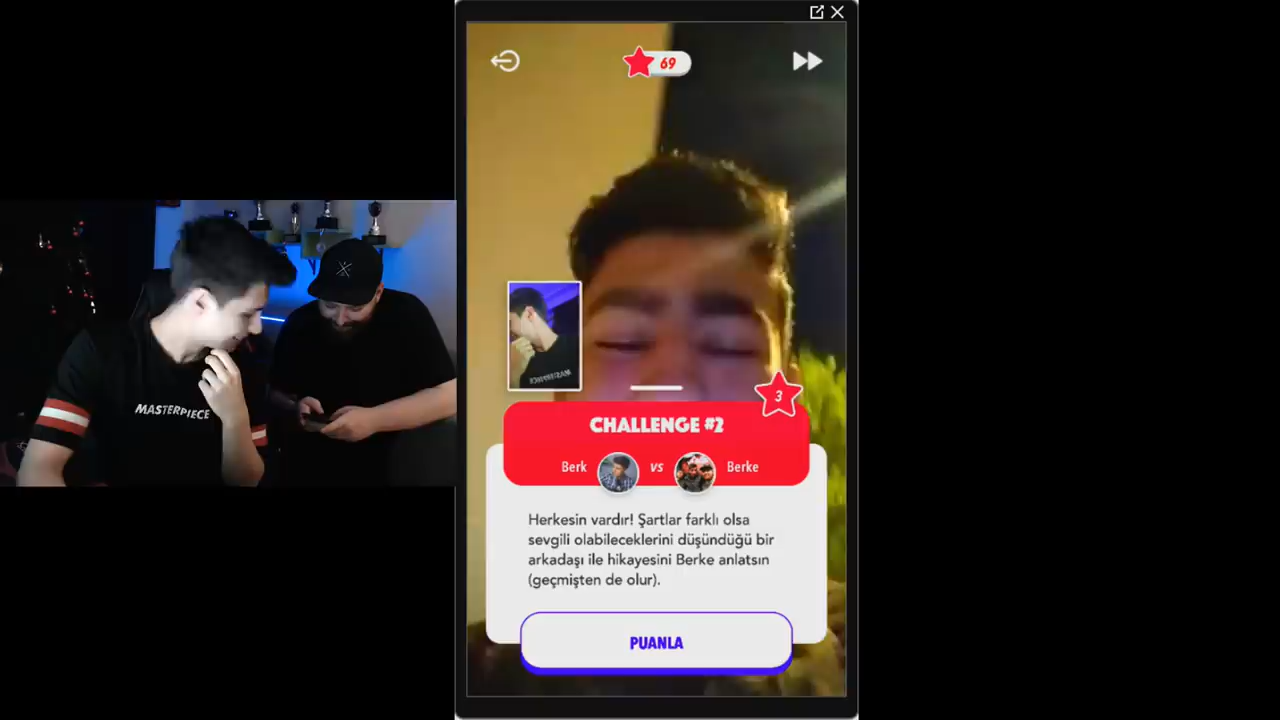 69
MASTERPIECE
MASTERPIECE
3
CHALLENGE #2
Berk vs Berke
Herkesin vardır! Şartlar farklı olsa
sevgili olabileceklerini düşündüğü bir
arkadaşı ile hikayesini Berke anlatsın
(geçmişten de olur).
PUANLA